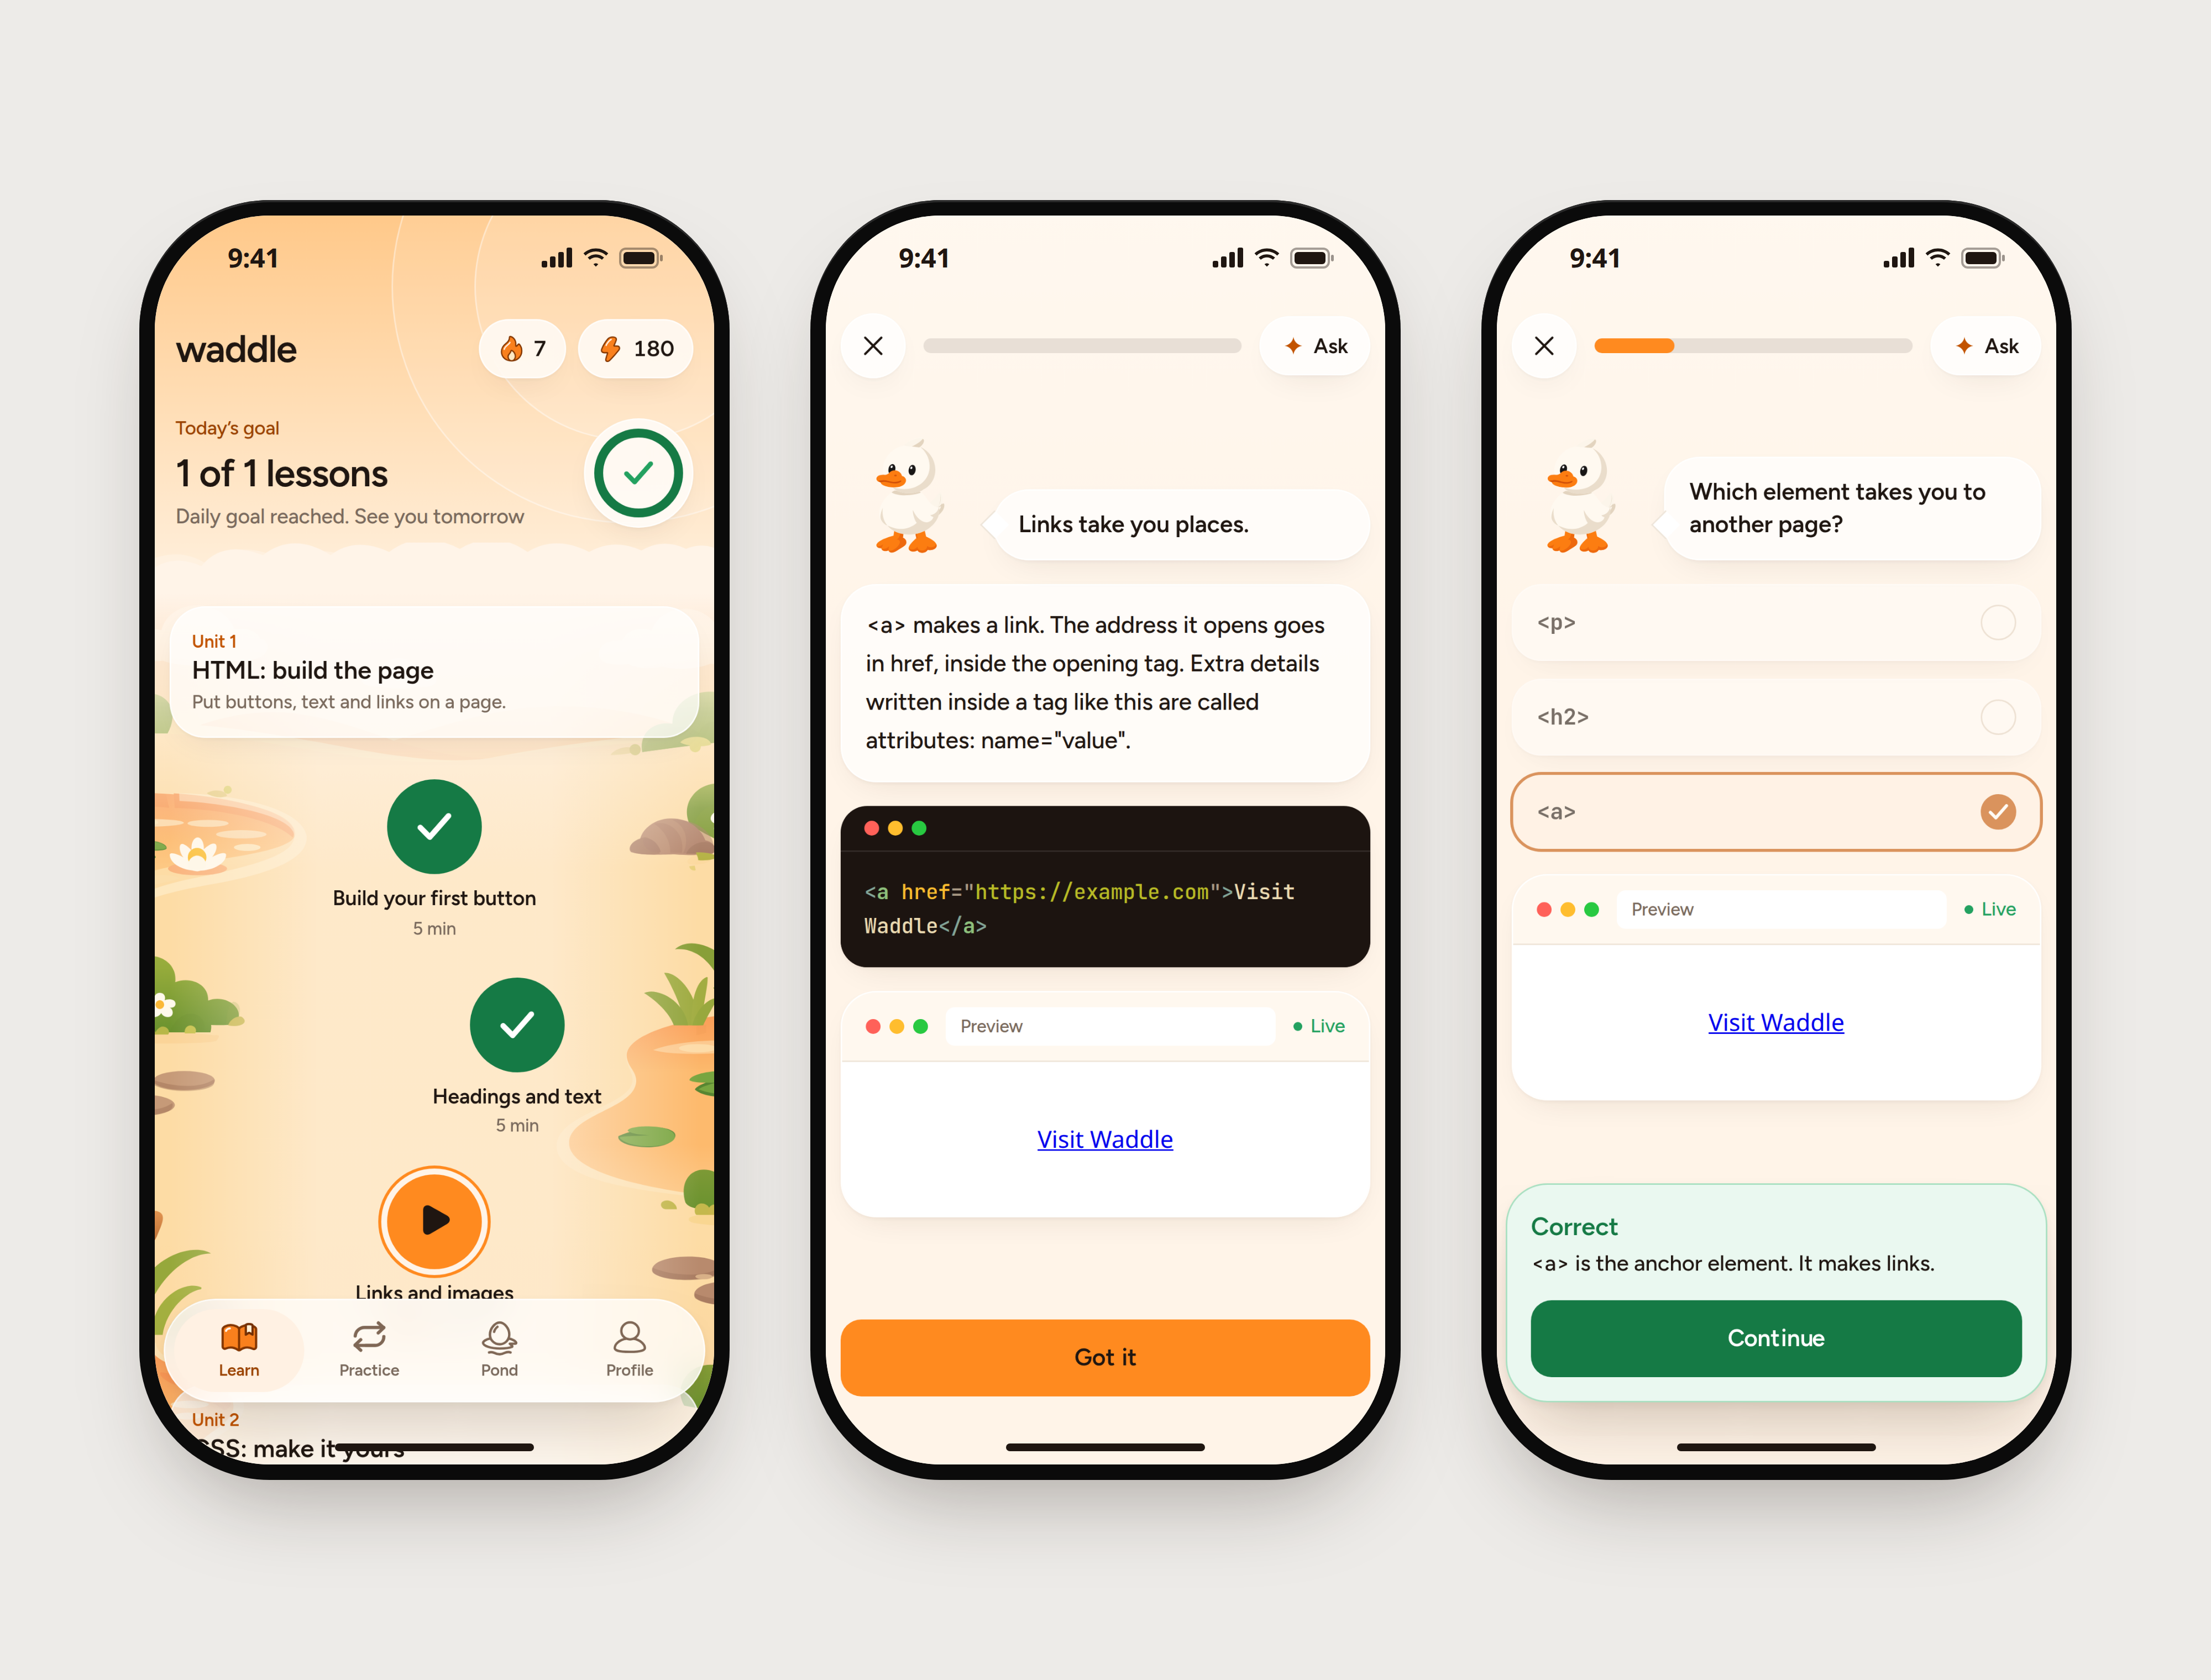 9:41
waddle
7
180
Today's goal
1 of 1 lessons
Daily goal reached. See you tomorrow
Unit 1
HTML: build the page
Put buttons, text and links on a page.
Build your first button
5 min
Headings and text
5 min
Links and images
Learn
Practice
Pond
Profile
Unit 2
CSS: make it yours
9:41
Ask
Links take you places.
<a> makes a link. The address it opens goes
in href, inside the opening tag. Extra details
written inside a tag like this are called
attributes: name="value".
<a href="https://example.com">Visit
Waddle</a>
Preview
Live
Visit Waddle
Got it
9:41
Ask
Which element takes you to
another page?
<p>
<h2>
<a>
Preview
Live
Visit Waddle
Correct
<a> is the anchor element. It makes links.
Continue